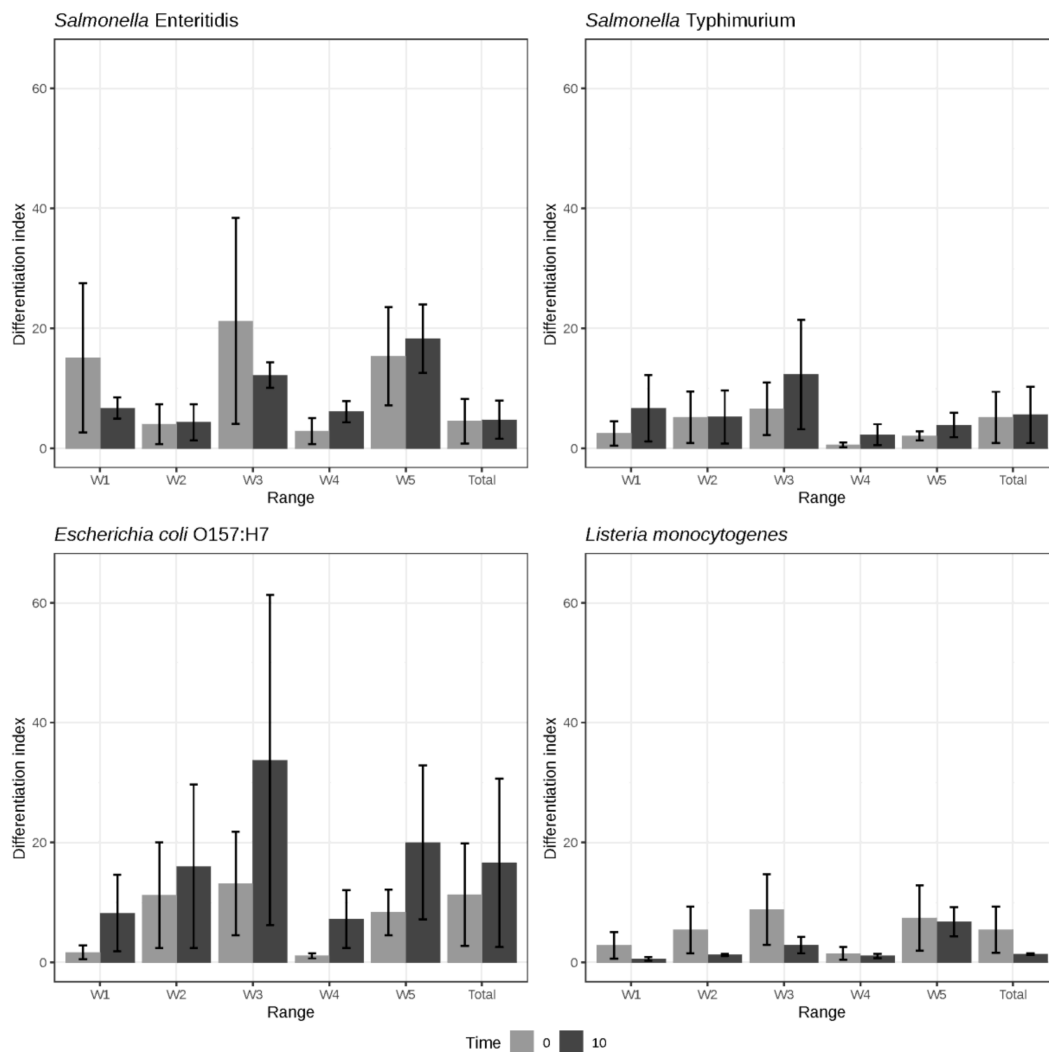 Salmonella Enteritidis
Differentiation index
60
40
20
0
W1 W2 W3 W4 W5 Total
Range
Salmonella Typhimurium
Differentiation index
60
40
20
0
W1 W2 W3 W4 W5 Total
Range
Escherichia coli O157:H7
Differentiation index
60
40
20
0
W1 W2 W3 W4 W5 Total
Range
Listeria monocytogenes
Differentiation index
60
40
20
0
W1 W2 W3 W4 W5 Total
Range
Time 0 10